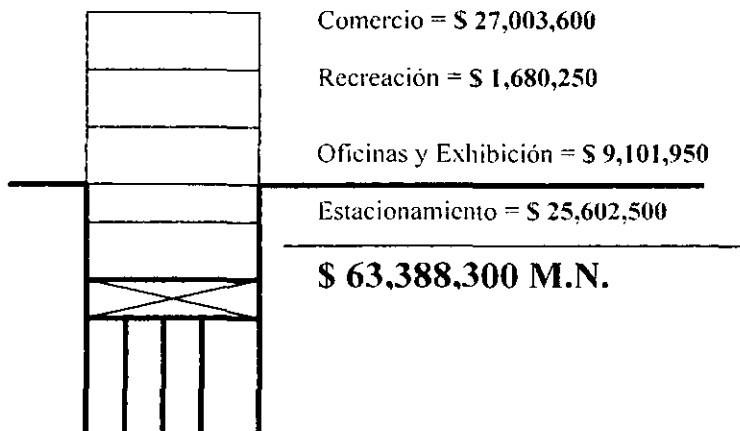 Comercio = $ 27,003,600
Recreación = $ 1,680,250
Oficinas y Exhibición = $ 9,101,950
Estacionamiento = $ 25,602,500
$ 63,388,300 M.N.